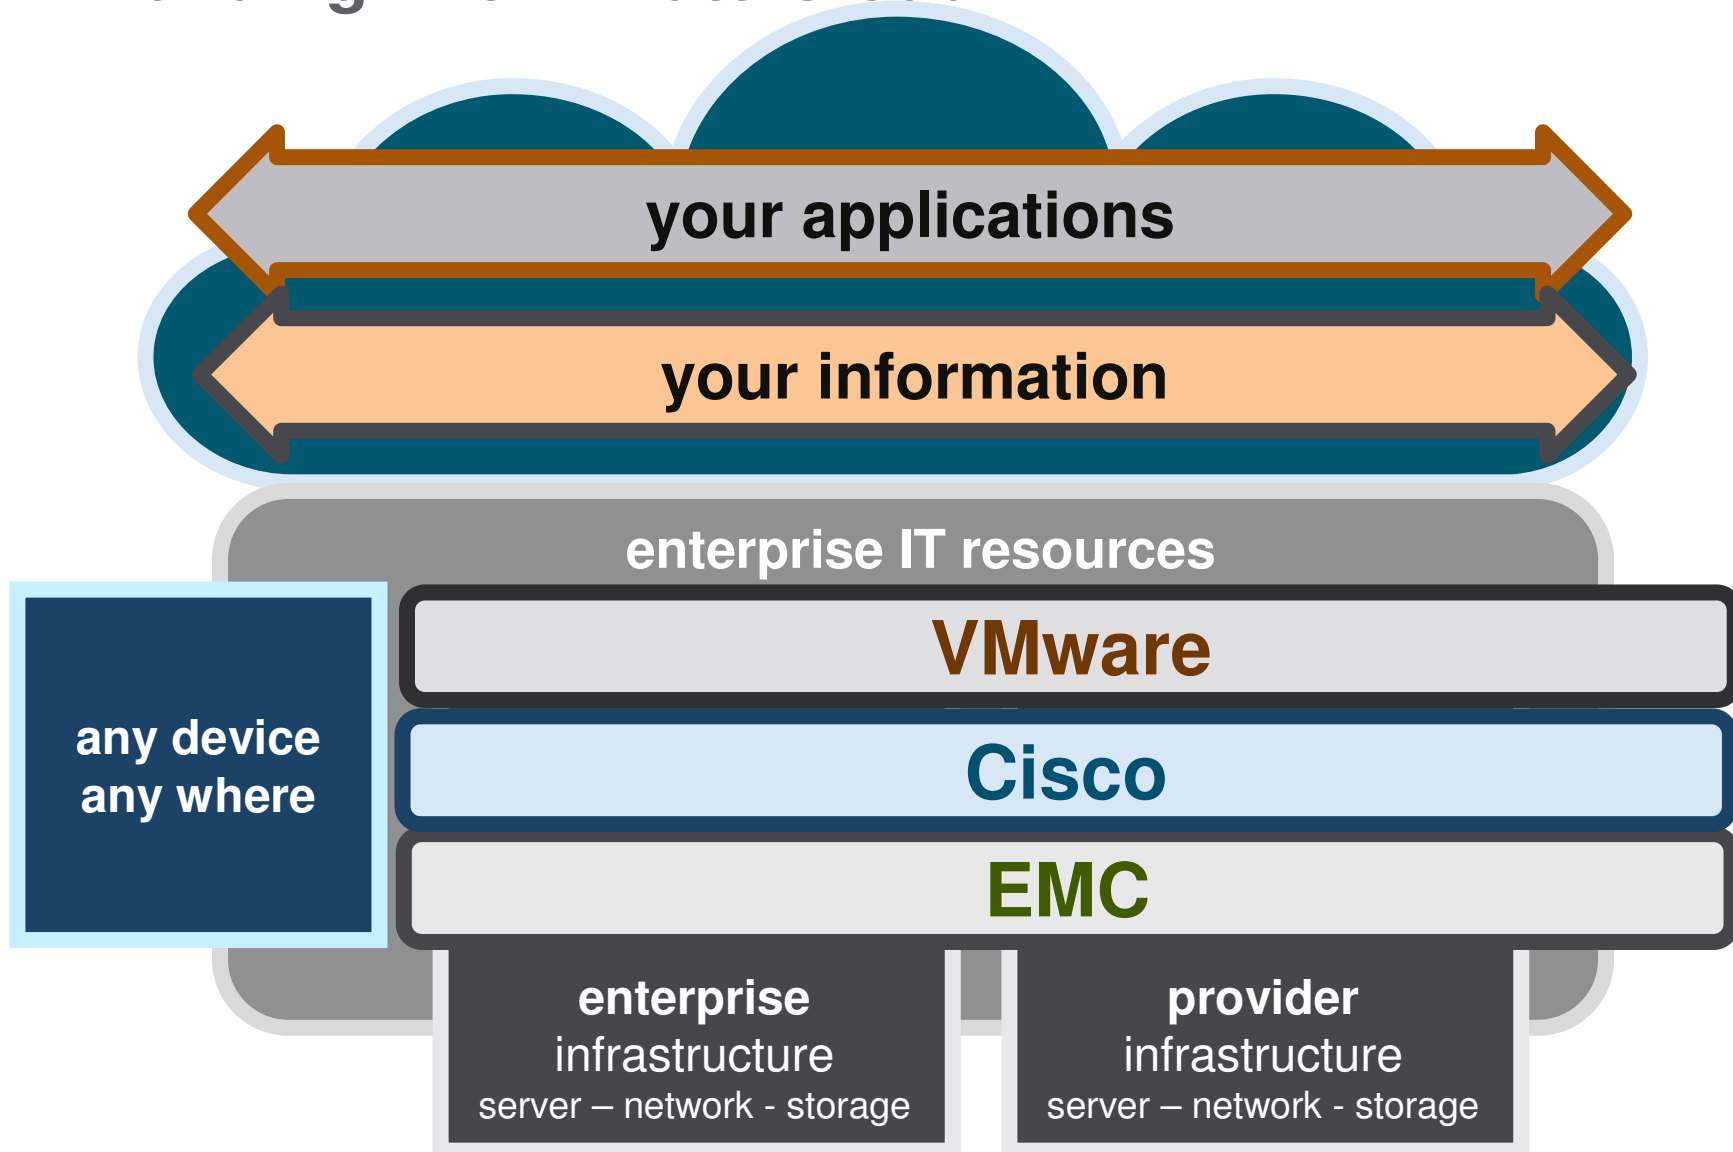 your applications
your information
enterprise IT resources
VMware
any device
any where
Cisco
EMC
enterprise
infrastructure
server – network - storage
provider
infrastructure
server – network - storage